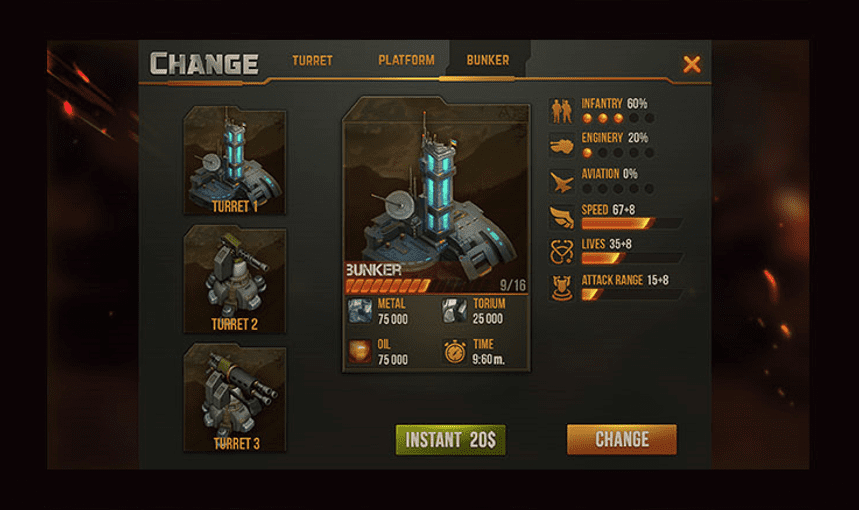 CHANGE
TURRET
PLATFORM
BUNKER
TURRET 1
TURRET 2
TURRET 3
BUNKER
9/16
METAL
75 000
TORIUM
25 000
OIL
75 000
TIME
9:60 m.
INFANTRY 60%
ENGINERY 20%
AVIATION 0%
SPEED 67+8
LIVES 35+8
ATTACK RANGE 15+8
INSTANT 20$
CHANGE